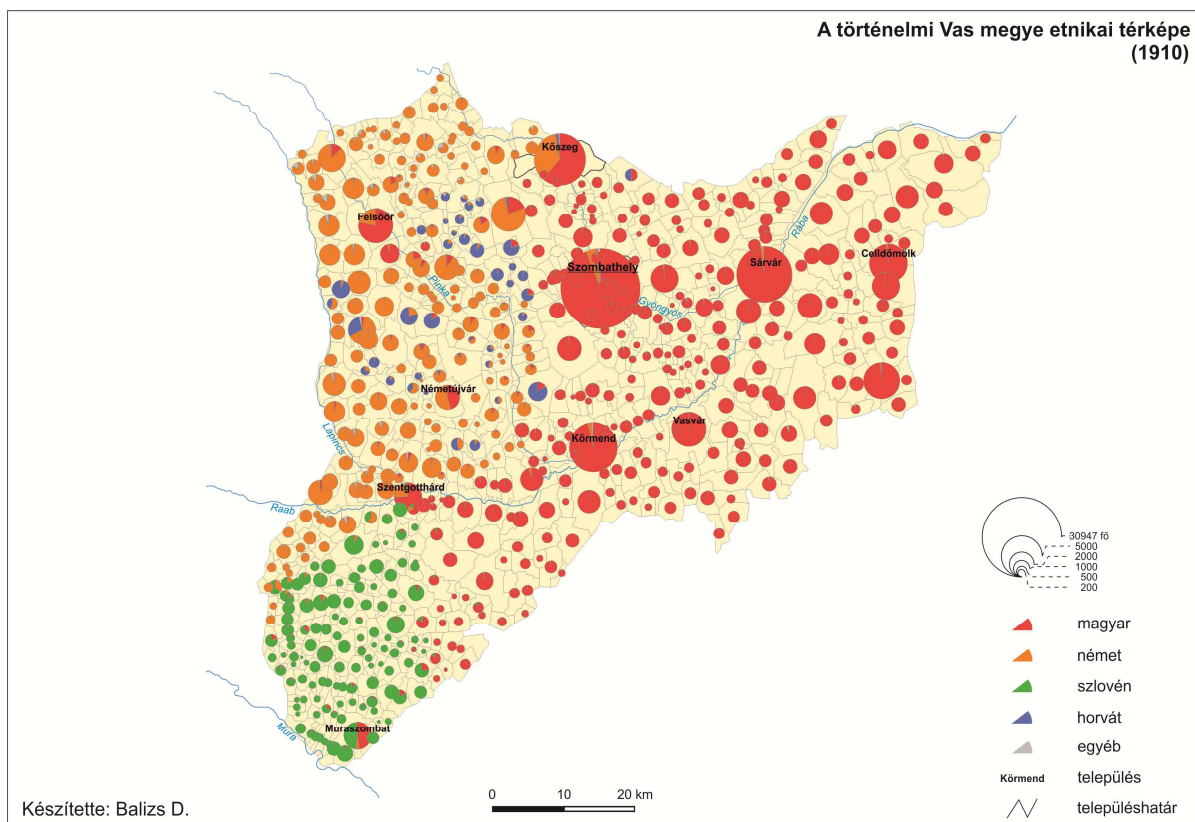 A történelmi Vas megye etnikai térképe
(1910)
Kőszeg
Felsőőr
Rába
Szombathely
Sárvár
Celldömölk
Pinka
Gyöngyös
Németújvár
Vasvár
Körmend
Lapincs
Szentgotthárd
Raab
30947 fő
5000
2000
1000
500
200
magyar
német
szlovén
horvát
egyéb
Muraszombat
Mura
Körmend település
településhatár
0 10 20 km
Készítette: Balizs D.